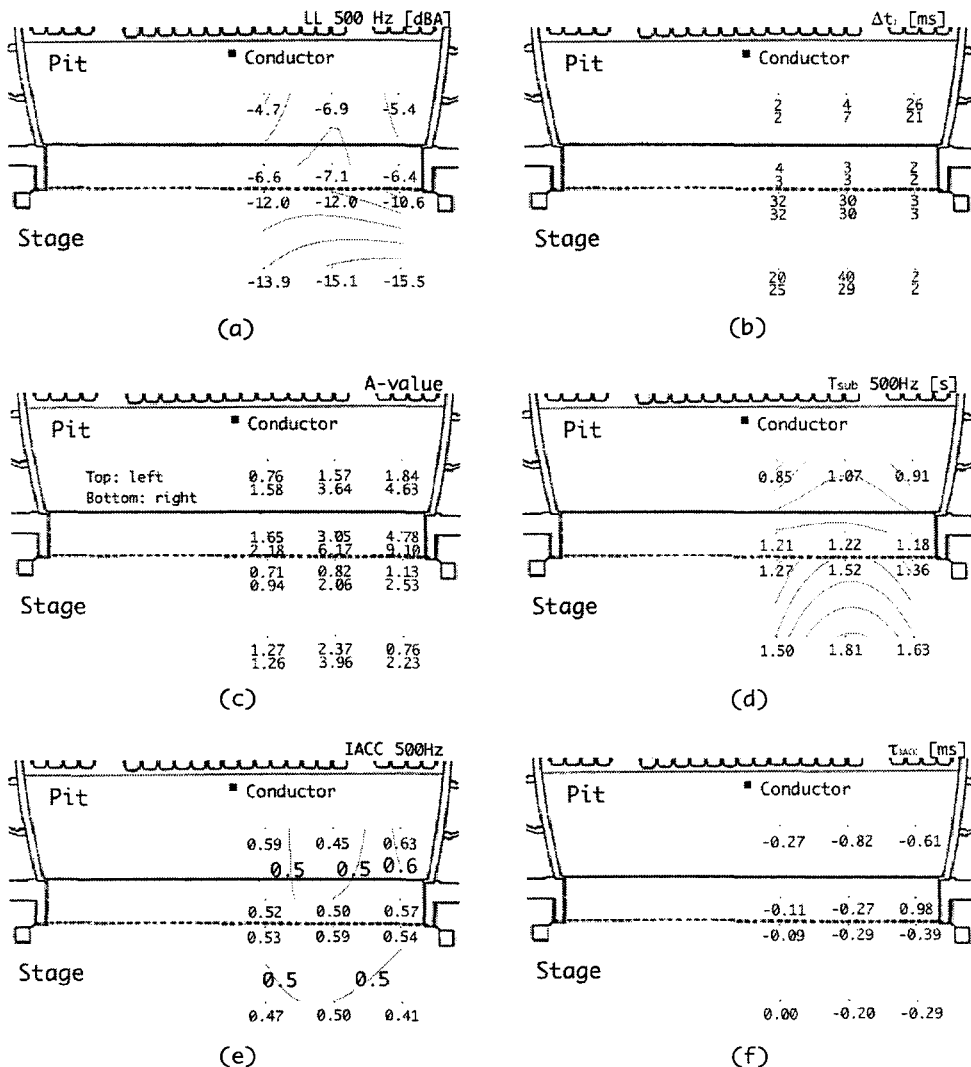 LL 500 Hz [dBA]
Pit
Conductor
-4.7 -6.9 -5.4
-6.6 -7.1 -6.4
-12.0 -12.0 -10.6
Stage
-13.9 -15.1 -15.5
(a)
Δt₁ [ms]
Pit
Conductor
2 4 26
2 7 21
4 3 2
3 3 2
32 30 3
32 30 3
Stage
20 40 2
25 29 2
(b)
A-value
Pit
Conductor
Top: left 0.76 1.57 1.84
Bottom: right 1.58 3.64 4.63
1.65 3.05 4.78
2.18 6.17 9.10
0.71 0.82 1.13
0.94 2.06 2.53
Stage
1.27 2.37 0.76
1.26 3.96 2.23
(c)
Tsub 500Hz [s]
Pit
Conductor
0.85 1.07 0.91
1.21 1.22 1.18
1.27 1.52 1.36
Stage
1.50 1.81 1.63
(d)
IACC 500Hz
Pit
Conductor
0.59 0.45 0.63
0.5 0.5 0.6
0.52 0.50 0.57
0.53 0.59 0.54
Stage
0.5 0.5
0.47 0.50 0.41
(e)
τIACC [ms]
Pit
Conductor
-0.27 -0.82 -0.61
-0.11 -0.27 0.98
-0.09 -0.29 -0.39
Stage
0.00 -0.20 -0.29
(f)